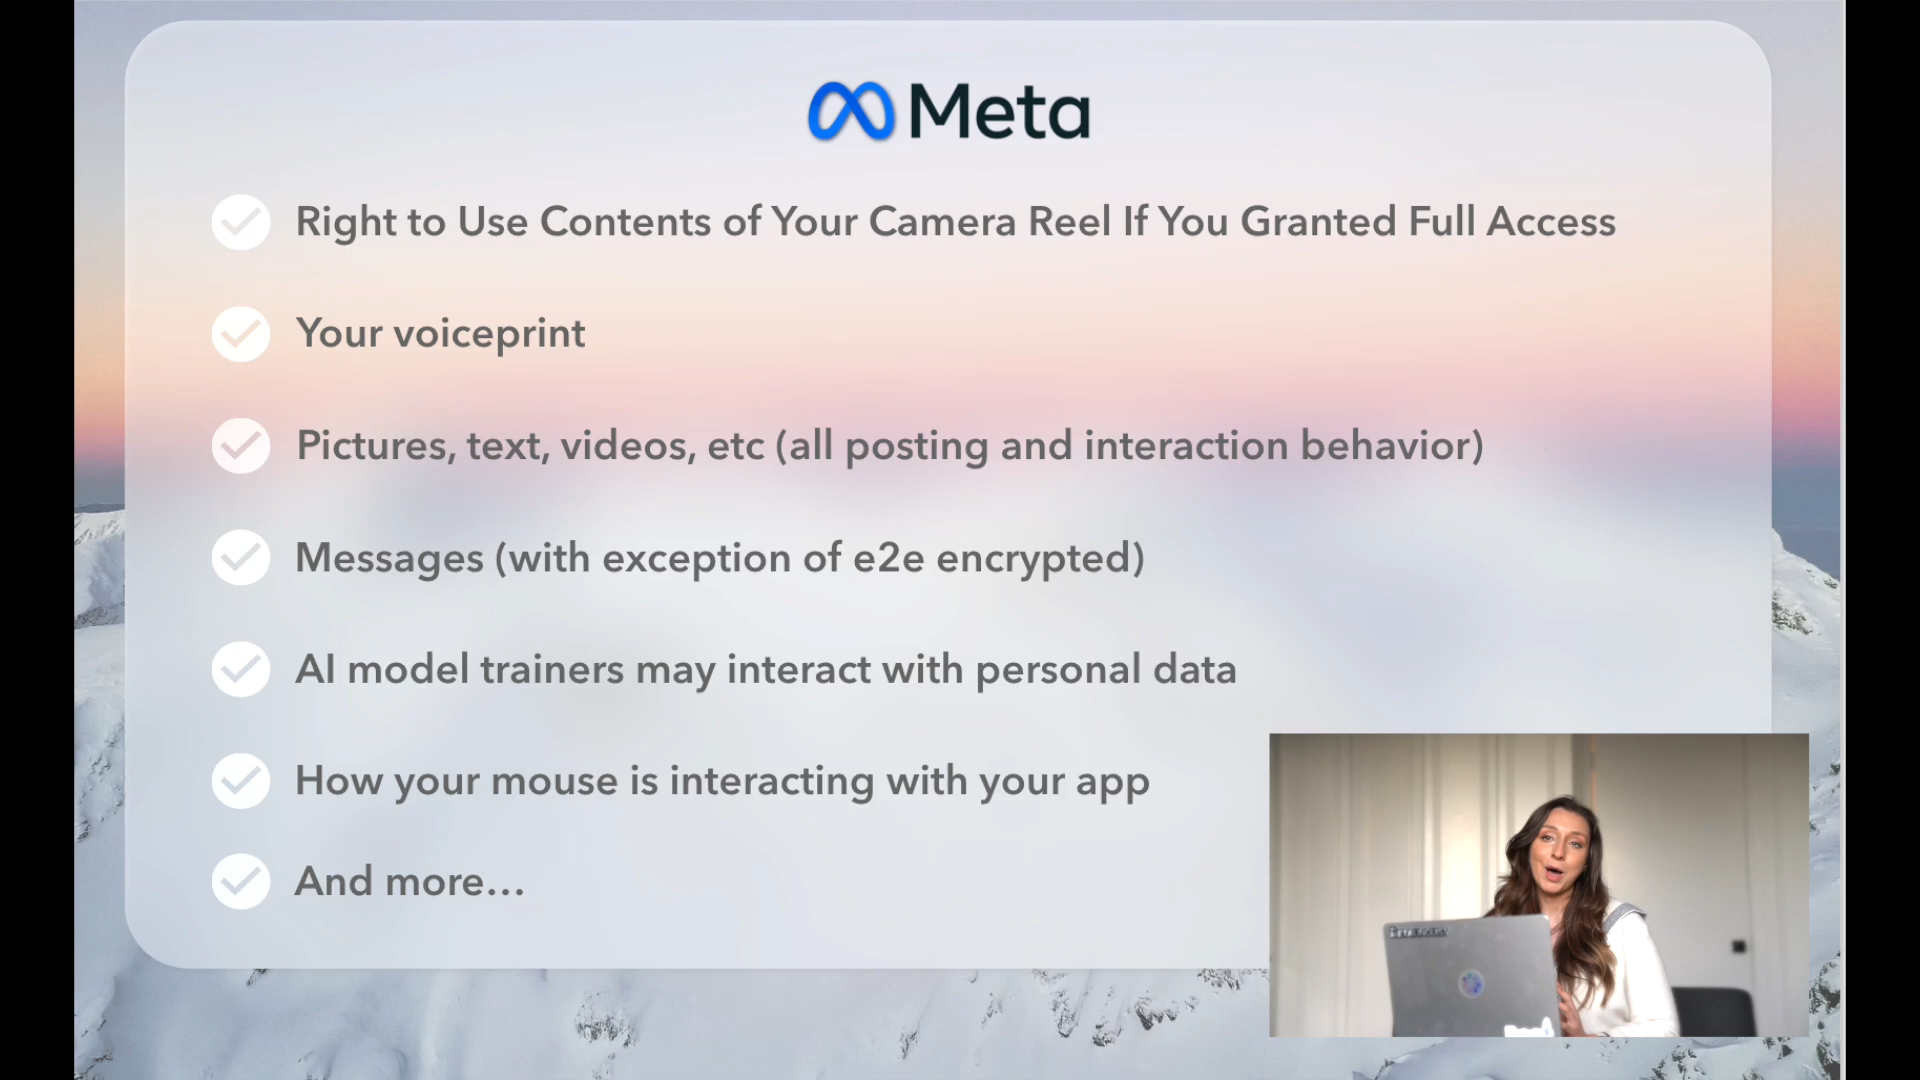 Meta
Right to Use Contents of Your Camera Reel If You Granted Full Access
Your voiceprint
Pictures, text, videos, etc (all posting and interaction behavior)
Messages (with exception of e2e encrypted)
AI model trainers may interact with personal data
How your mouse is interacting with your app
And more…